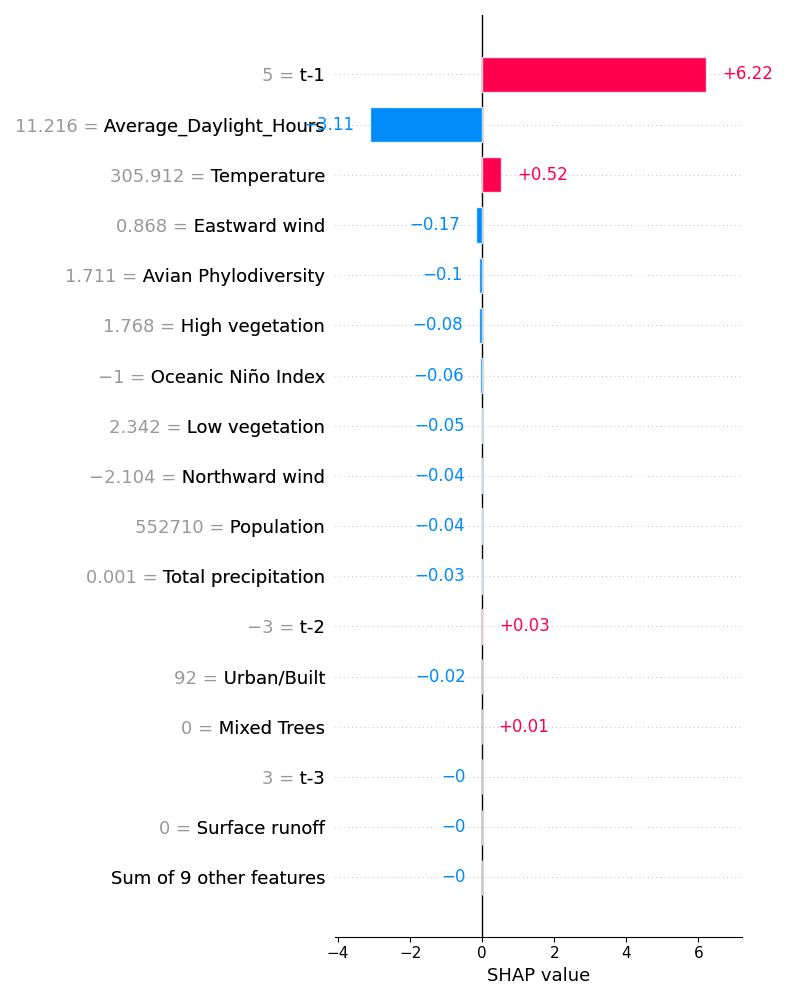 5 = t-1 +6.22
11.216 = Average_Daylight_Hours −3.11
305.912 = Temperature +0.52
0.868 = Eastward wind −0.17
1.711 = Avian Phylodiversity −0.1
1.768 = High vegetation −0.08
−1 = Oceanic Niño Index −0.06
2.342 = Low vegetation −0.05
−2.104 = Northward wind −0.04
552710 = Population −0.04
0.001 = Total precipitation −0.03
−3 = t-2 +0.03
92 = Urban/Built −0.02
0 = Mixed Trees +0.01
3 = t-3 −0
0 = Surface runoff −0
Sum of 9 other features −0
−4 −2 0 2 4 6
SHAP value